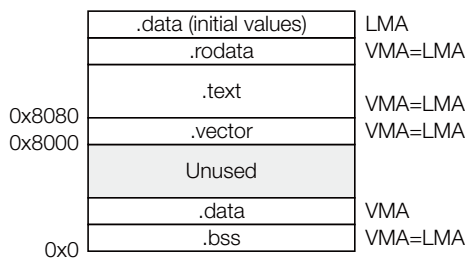 .data (initial values) LMA
.rodata VMA=LMA
.text VMA=LMA
0x8080
.vector VMA=LMA
0x8000
Unused
.data VMA
.bss VMA=LMA
0x0